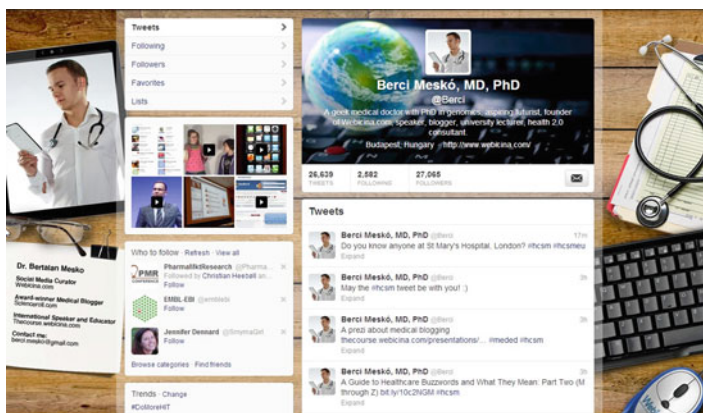 Tweets
Following
Followers
Favorites
Lists
Berci Meskó, MD, PhD
@Berci
A geek medical doctor with PhD in genomics, aspiring futurist, founder
of Webicina.com, speaker, blogger, university lecturer, health 2.0
consultant.
Budapest, Hungary · http://www.webicina.com/
26,639
TWEETS
2,582
FOLLOWING
27,065
FOLLOWERS
Dr. Bertalan Mesko
Social Media Curator
Webicina.com
Award-winner Medical Blogger
Scienceroll.com
International Speaker and Educator
Thecourse.webicina.com
Contact me:
berci.mesko@gmail.com
Who to follow · Refresh · View all
PharmaMktResearch @Pharma...
Followed by Christian Hexball an...
Follow
PMR
CONFERENCE
EMBL-EBI @emblebi
Follow
Jennifer Dennard @SmyrnaGirl
Follow
Browse categories · Find friends
Trends · Change
#DoMoreHIT
Tweets
Berci Meskó, MD, PhD @Berci 17m
Do you know anyone at St Mary's Hospital, London? #hcsm #hcsmeu
Expand
Berci Meskó, MD, PhD @Berci 3h
May the #hcsm tweet be with you! :)
Expand
Berci Meskó, MD, PhD @Berci 3h
A prezi about medical blogging
thecourse.webicina.com/presentations/... #meded #hcsm
Expand
Berci Meskó, MD, PhD @Berci 3h
A Guide to Healthcare Buzzwords and What They Mean: Part Two (M
through Z) bit.ly/10c2NGM #hcsm
Expand